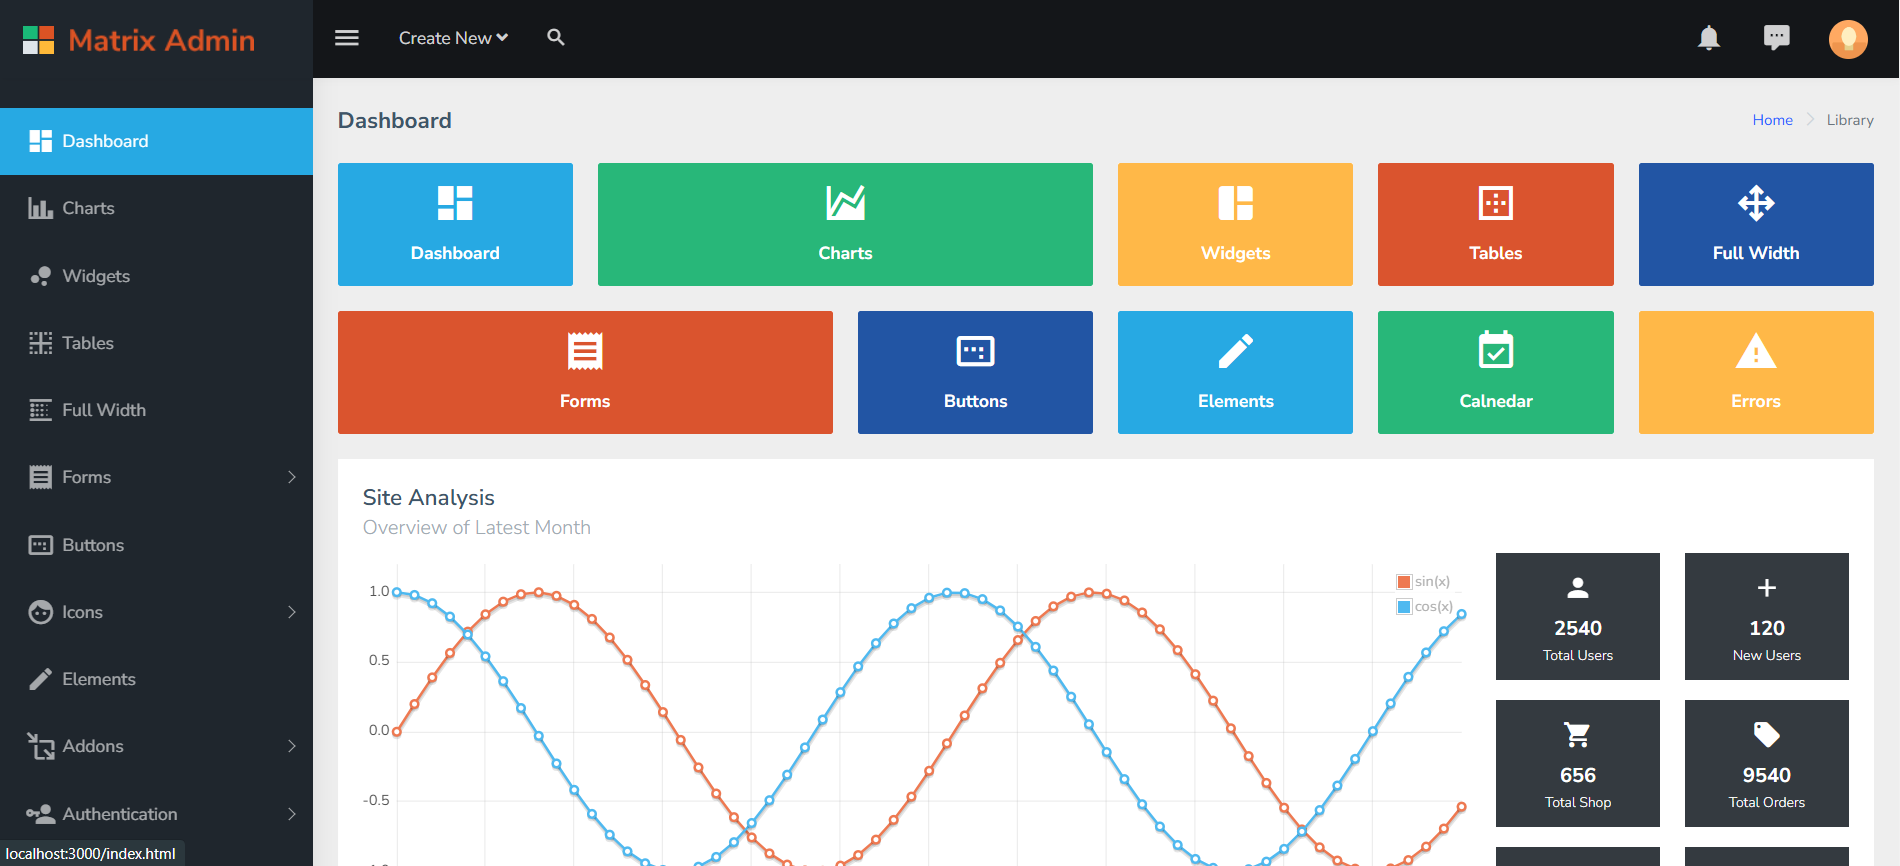 Matrix Admin
Create New
Dashboard
Charts
Widgets
Tables
Full Width
Forms
Buttons
Icons
Elements
Addons
Authentication
localhost:3000/index.html
Dashboard
Home
Library
Dashboard
Charts
Widgets
Tables
Full Width
Forms
Buttons
Elements
Calnedar
Errors
Site Analysis
Overview of Latest Month
1.0
0.5
0.0
-0.5
sin(x)
cos(x)
2540
Total Users
120
New Users
656
Total Shop
9540
Total Orders